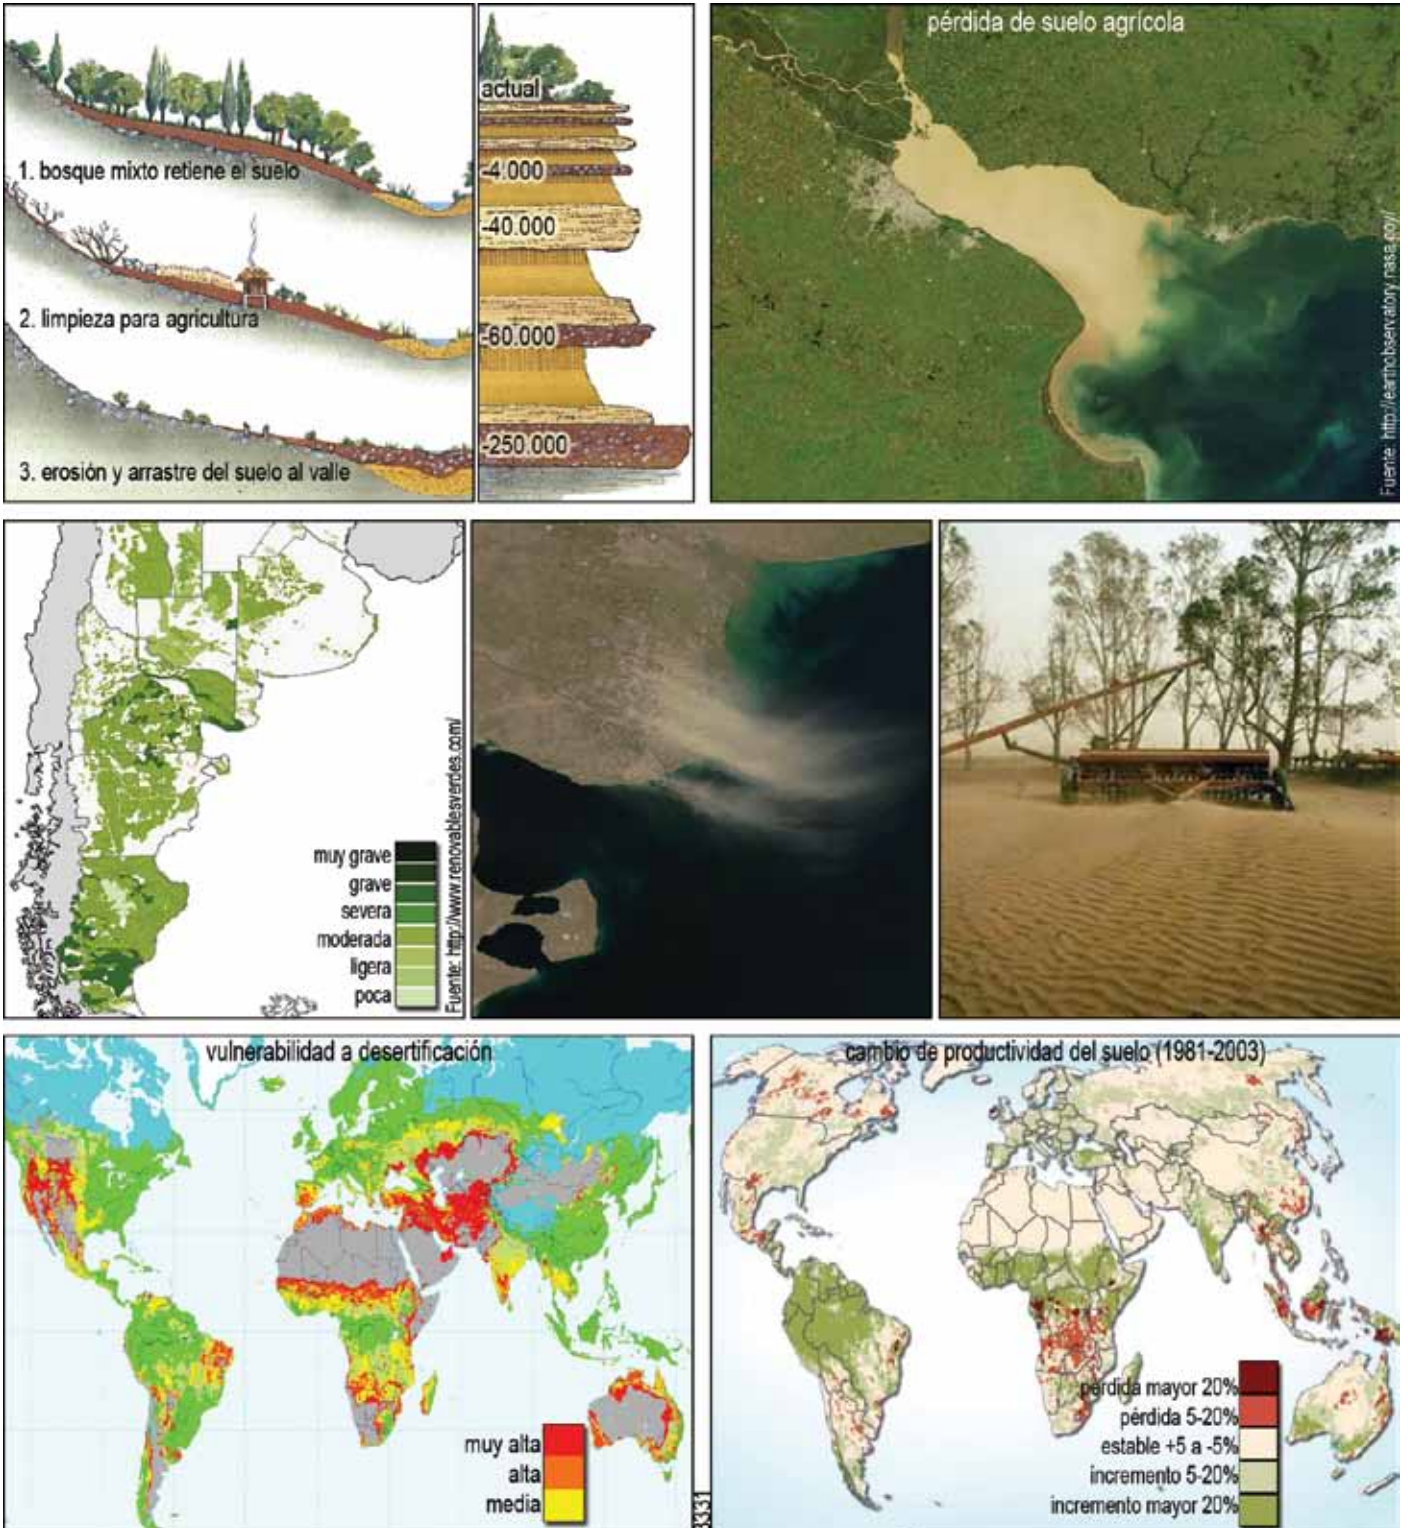 1. bosque mixto retiene el suelo
2. limpieza para agricultura
3. erosión y arrastre del suelo al valle
actual
-4.000
-40.000
-60.000
-250.000
pérdida de suelo agrícola
Fuente: http://earthobservatory.nasa.gov/
muy grave
grave
severa
moderada
ligera
poca
Fuente: http://www.renovablesverdes.com/
vulnerabilidad a desertificación
muy alta
alta
media
cambio de productividad del suelo (1981-2003)
pérdida mayor 20%
pérdida 5-20%
estable +5 a -5%
incremento 5-20%
incremento mayor 20%